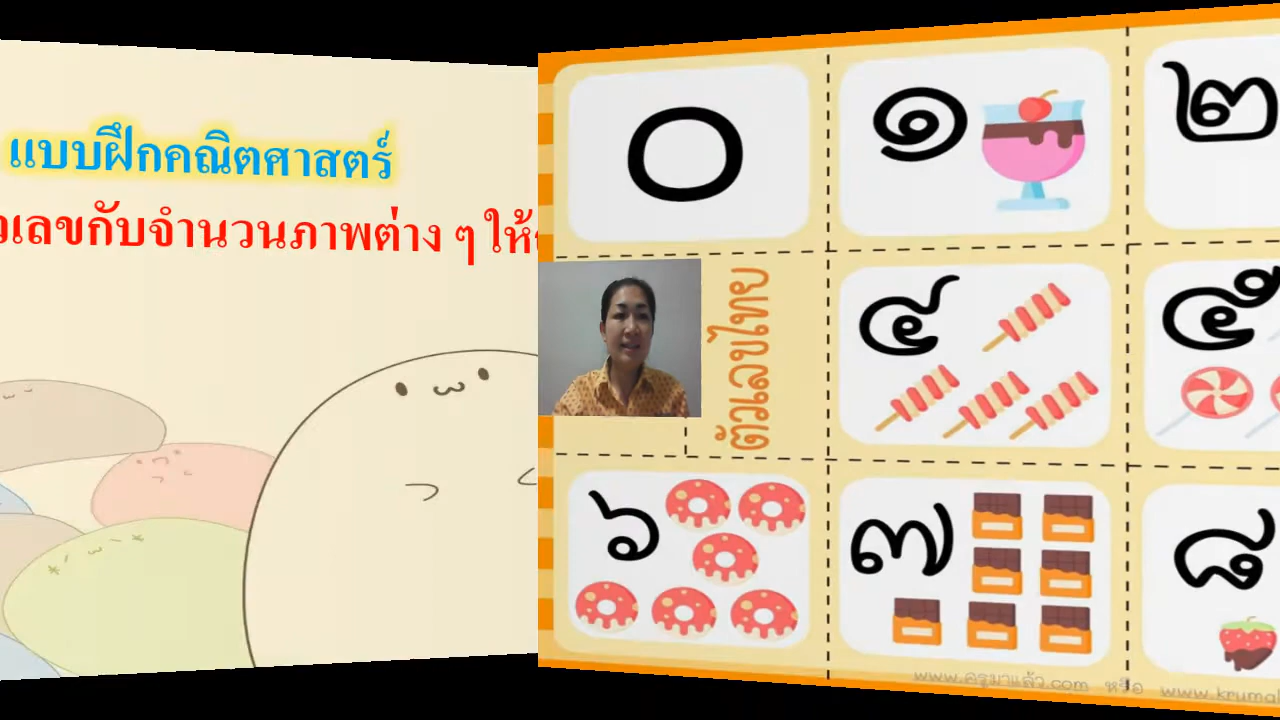 แบบฝึกคณิตศาสตร์
เลขกับจำนวนภาพต่าง ๆ ให้
๐
๑
๒
ตัวเลขไทย
๔
๕
๖
๗
๘
www.ครูมาแล้ว.com หรือ www.kruma